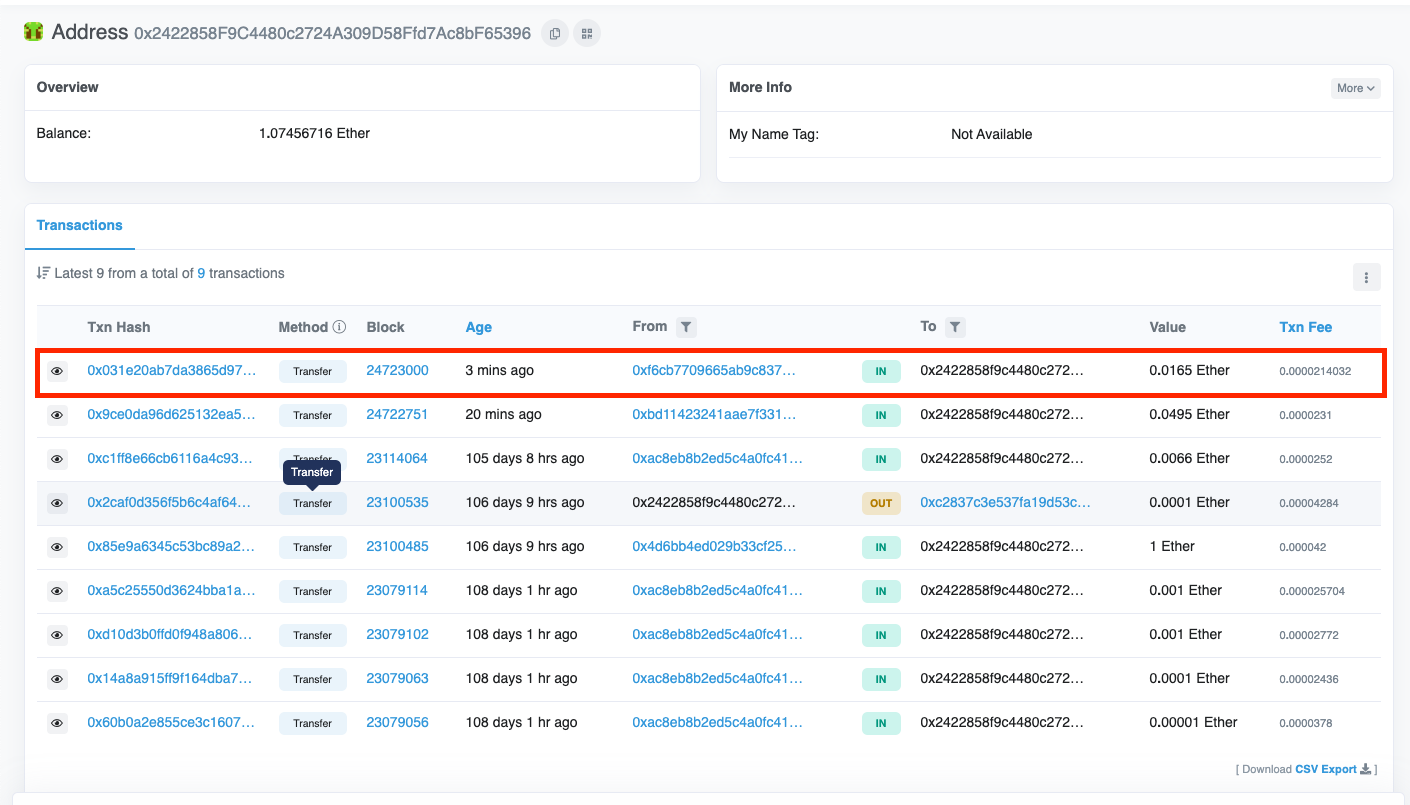 Address 0x2422858F9C4480c2724A309D58Ffd7Ac8bF65396
Overview
Balance: 1.07456716 Ether
More Info More
My Name Tag: Not Available
Transactions
Latest 9 from a total of 9 transactions
Txn Hash Method Block Age From To Value Txn Fee
0x031e20ab7da3865d97... Transfer 24723000 3 mins ago 0xf6cb7709665ab9c837... IN 0x2422858f9c4480c272... 0.0165 Ether 0.0000214032
0x9ce0da96d625132ea5... Transfer 24722751 20 mins ago 0xbd11423241aae7f331... IN 0x2422858f9c4480c272... 0.0495 Ether 0.0000231
0xc1ff8e66cb6116a4c93... Transfer 23114064 105 days 8 hrs ago 0xac8eb8b2ed5c4a0fc41... IN 0x2422858f9c4480c272... 0.0066 Ether 0.0000252
Transfer
0x2caf0d356f5b6c4af64... Transfer 23100535 106 days 9 hrs ago 0x2422858f9c4480c272... OUT 0xc2837c3e537fa19d53c... 0.0001 Ether 0.00004284
0x85e9a6345c53bc89a2... Transfer 23100485 106 days 9 hrs ago 0x4d6bb4ed029b33cf25... IN 0x2422858f9c4480c272... 1 Ether 0.000042
0xa5c25550d3624bba1a... Transfer 23079114 108 days 1 hr ago 0xac8eb8b2ed5c4a0fc41... IN 0x2422858f9c4480c272... 0.001 Ether 0.000025704
0xd10d3b0ffd0f948a806... Transfer 23079102 108 days 1 hr ago 0xac8eb8b2ed5c4a0fc41... IN 0x2422858f9c4480c272... 0.001 Ether 0.00002772
0x14a8a915ff9f164dba7... Transfer 23079063 108 days 1 hr ago 0xac8eb8b2ed5c4a0fc41... IN 0x2422858f9c4480c272... 0.0001 Ether 0.00002436
0x60b0a2e855ce3c1607... Transfer 23079056 108 days 1 hr ago 0xac8eb8b2ed5c4a0fc41... IN 0x2422858f9c4480c272... 0.00001 Ether 0.0000378
[ Download CSV Export ]